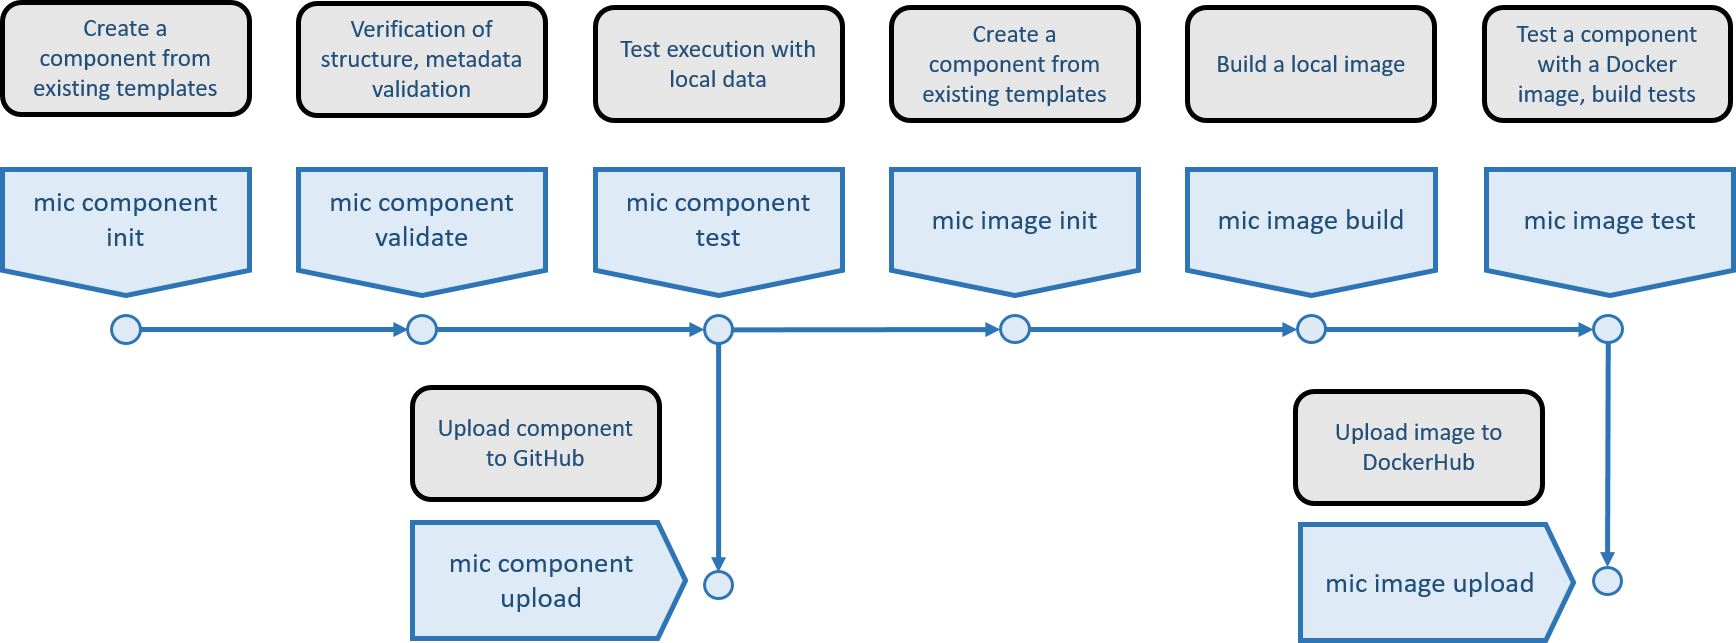 Create a
component from
existing templates
Verification of
structure, metadata
validation
Test execution with
local data
Create a
component from
existing templates
Build a local image
Test a component
with a Docker
image, build tests
mic component
init
mic component
validate
mic component
test
mic image init
mic image build
mic image test
Upload component
to GitHub
Upload image to
DockerHub
mic component
upload
mic image upload